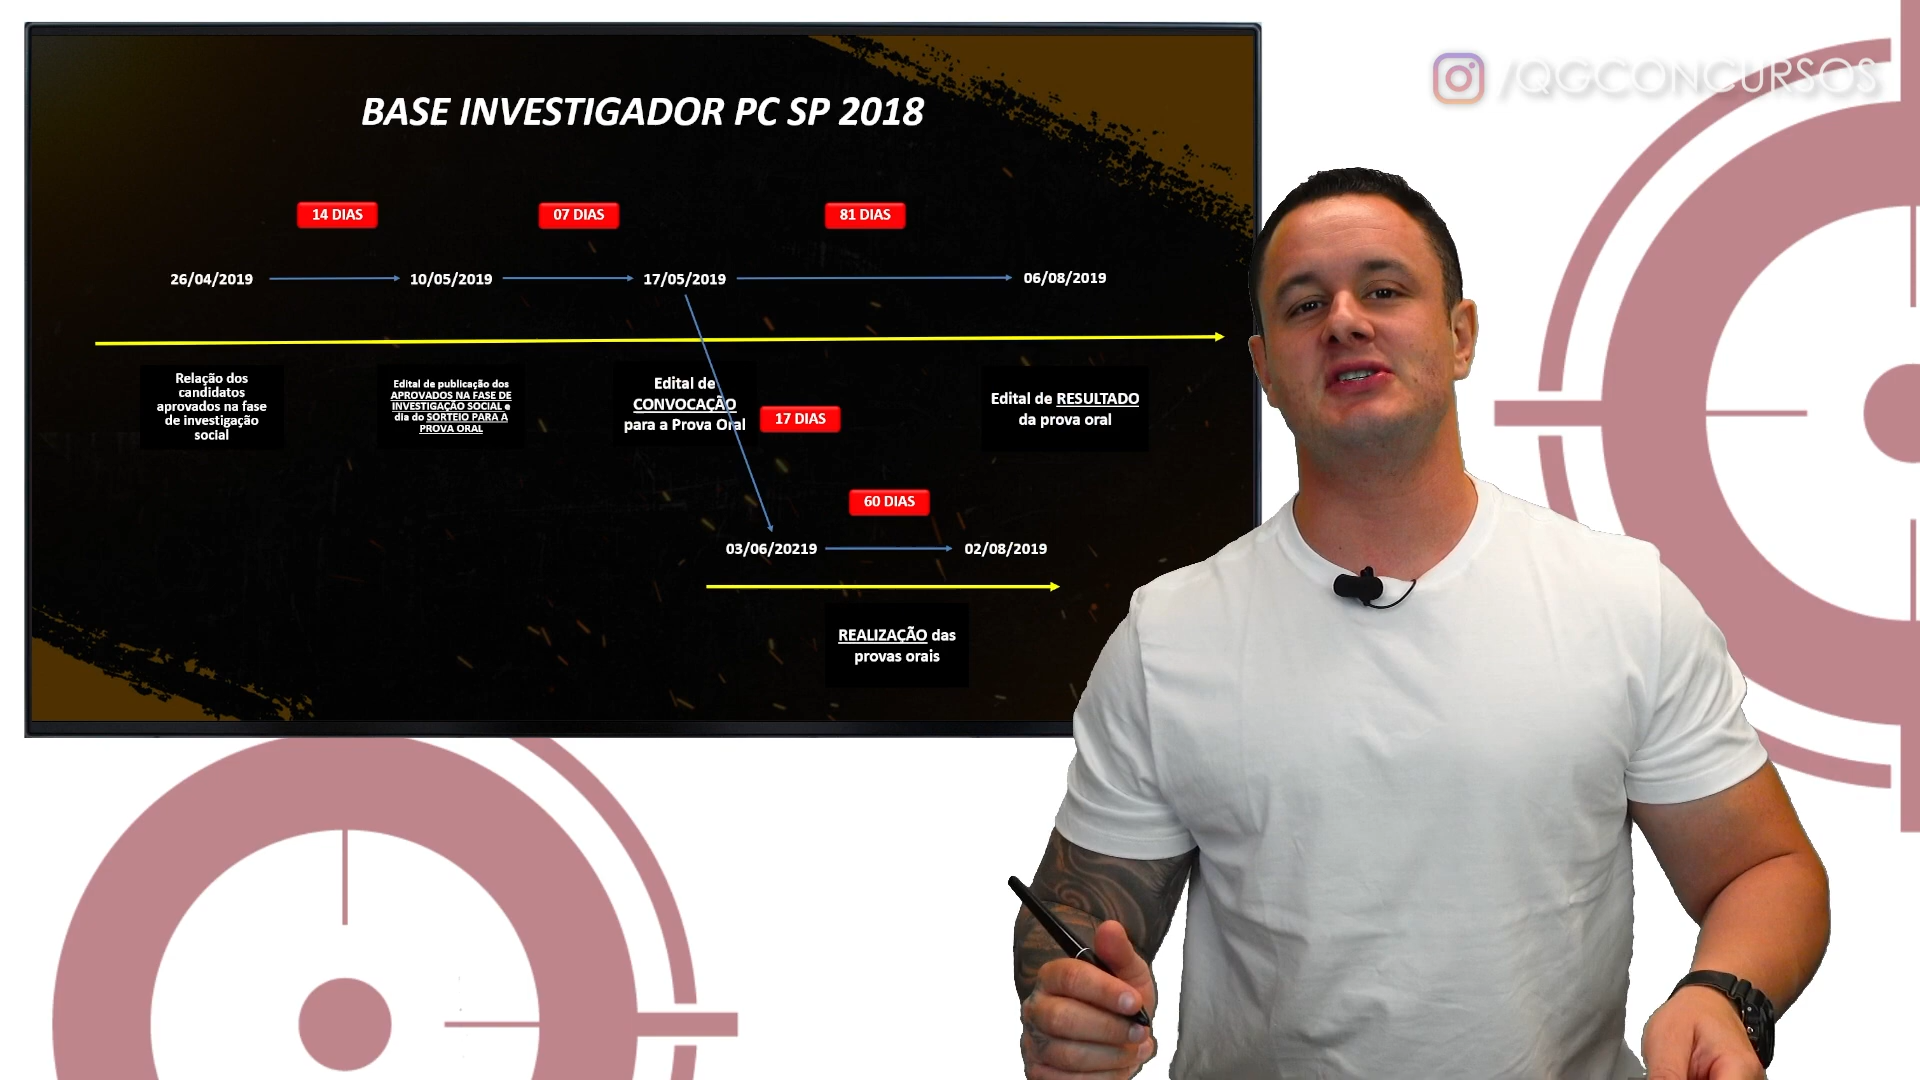 /QGCONCURSOS
BASE INVESTIGADOR PC SP 2018
14 DIAS
07 DIAS
81 DIAS
26/04/2019
10/05/2019
17/05/2019
06/08/2019
Relação dos
candidatos
aprovados na fase
de investigação
social
Edital de publicação dos
APROVADOS NA FASE DE
INVESTIGAÇÃO SOCIAL e
dia do SORTEIO PARA A
PROVA ORAL
Edital de
CONVOCAÇÃO
para a Prova Oral
17 DIAS
Edital de RESULTADO
da prova oral
60 DIAS
03/06/20219
02/08/2019
REALIZAÇÃO das
provas orais